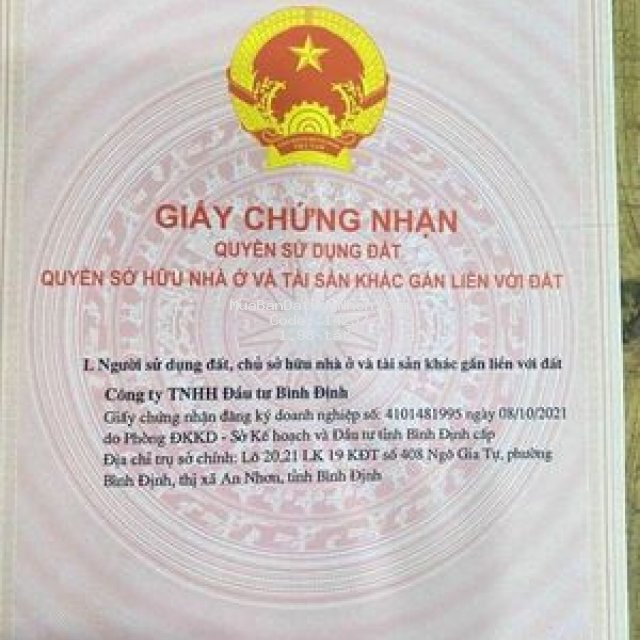 GIẤY CHỨNG NHẬN
QUYỀN SỬ DỤNG ĐẤT
QUYỀN SỞ HỮU NHÀ Ở VÀ TÀI SẢN KHÁC GẮN LIỀN VỚI ĐẤT
I. Người sử dụng đất, chủ sở hữu nhà ở và tài sản khác gắn liền với đất
Công ty TNHH Đầu tư Bình Định
Giấy chứng nhận đăng ký doanh nghiệp số: 4101481995 ngày 08/10/2021
do Phòng ĐKKD - Sở Kế hoạch và Đầu tư tỉnh Bình Định cấp
Địa chỉ trụ sở chính: Lô 20,21 LK 19 KĐT số 408 Ngô Gia Tự, phường
Bình Định, thị xã An Nhơn, tỉnh Bình Định